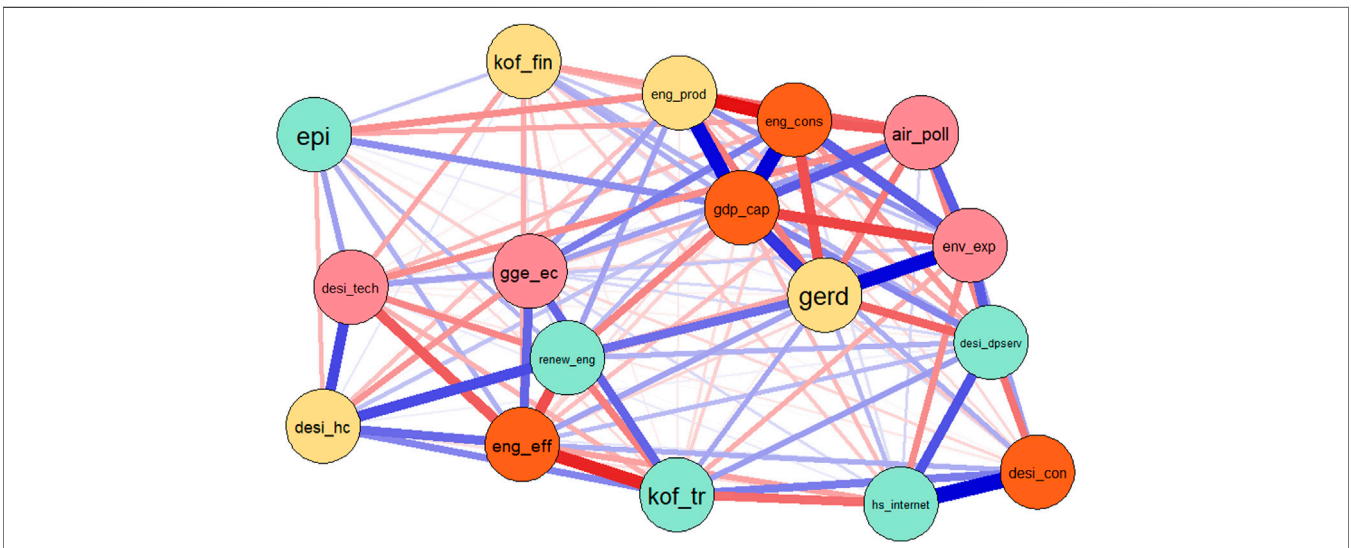 kof_fin
eng_prod
eng_cons
air_poll
epi
gdp_cap
env_exp
gge_ec
desi_tech
gerd
desi_dpserv
renew_eng
desi_hc
eng_eff
desi_con
kof_tr
hs_internet